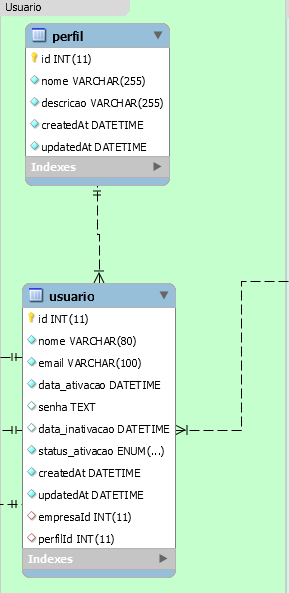 Usuario
perfil
id INT(11)
nome VARCHAR(255)
descricao VARCHAR(255)
createdAt DATETIME
updatedAt DATETIME
Indexes
usuario
id INT(11)
nome VARCHAR(80)
email VARCHAR(100)
data_ativacao DATETIME
senha TEXT
data_inativacao DATETIME
status_ativacao ENUM(...)
createdAt DATETIME
updatedAt DATETIME
empresaId INT(11)
perfilId INT(11)
Indexes